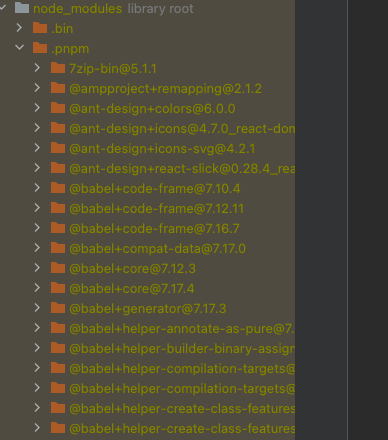 node_modules library root
.bin
.pnpm
7zip-bin@5.1.1
@ampproject+remapping@2.1.2
@ant-design+colors@6.0.0
@ant-design+icons@4.7.0_react-don
@ant-design+icons-svg@4.2.1
@ant-design+react-slick@0.28.4_rea
@babel+code-frame@7.10.4
@babel+code-frame@7.12.11
@babel+code-frame@7.16.7
@babel+compat-data@7.17.0
@babel+core@7.12.3
@babel+core@7.17.4
@babel+generator@7.17.3
@babel+helper-annotate-as-pure@7.
@babel+helper-builder-binary-assign
@babel+helper-compilation-targets@
@babel+helper-compilation-targets@
@babel+helper-create-class-features
@babel+helper-create-class-features